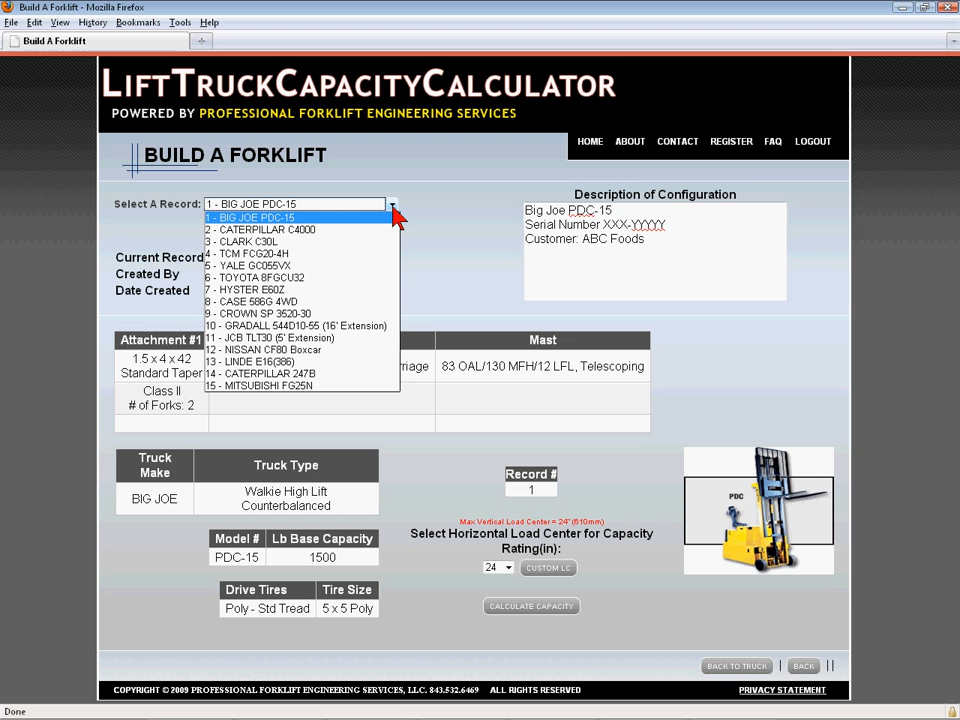 Build A Forklift - Mozilla Firefox
File Edit View History Bookmarks Tools Help
Build A Forklift
LIFTTRUCKCAPACITYCALCULATOR
POWERED BY PROFESSIONAL FORKLIFT ENGINEERING SERVICES
HOME ABOUT CONTACT REGISTER FAQ LOGOUT
BUILD A FORKLIFT
Select A Record: 1 - BIG JOE PDC-15
1 - BIG JOE PDC-15
2 - CATERPILLAR C4000
3 - CLARK C30L
4 - TCM FCG20-4H
5 - YALE GC055VX
6 - TOYOTA 8FGCU32
7 - HYSTER E60Z
8 - CASE 586G 4WD
9 - CROWN SP 3520-30
10 - GRADALL 544D10-55 (16' Extension)
11 - JCB TLT30 (5' Extension)
12 - NISSAN CF80 Boxcar
13 - LINDE E16(386)
14 - CATERPILLAR 247B
15 - MITSUBISHI FG25N
Description of Configuration
Big Joe PDC-15
Serial Number XXX-YYYYY
Customer: ABC Foods
Current Record
Created By
Date Created
Attachment #1 Mast
1.5 x 4 x 42
Standard Taper
riage 83 OAL/130 MFH/12 LFL, Telescoping
Class II
# of Forks: 2
Truck
Make
Truck Type
BIG JOE
Walkie High Lift
Counterbalanced
Model # Lb Base Capacity
PDC-15 1500
Drive Tires Tire Size
Poly - Std Tread 5 x 5 Poly
Record #
1
Max Vertical Load Center = 24"(610mm)
Select Horizontal Load Center for Capacity
Rating(in):
24 CUSTOM LC
CALCULATE CAPACITY
PDC
BACK TO TRUCK | BACK ||
COPYRIGHT © 2009 PROFESSIONAL FORKLIFT ENGINEERING SERVICES, LLC. 843.532.6469 ALL RIGHTS RESERVED PRIVACY STATEMENT
Done